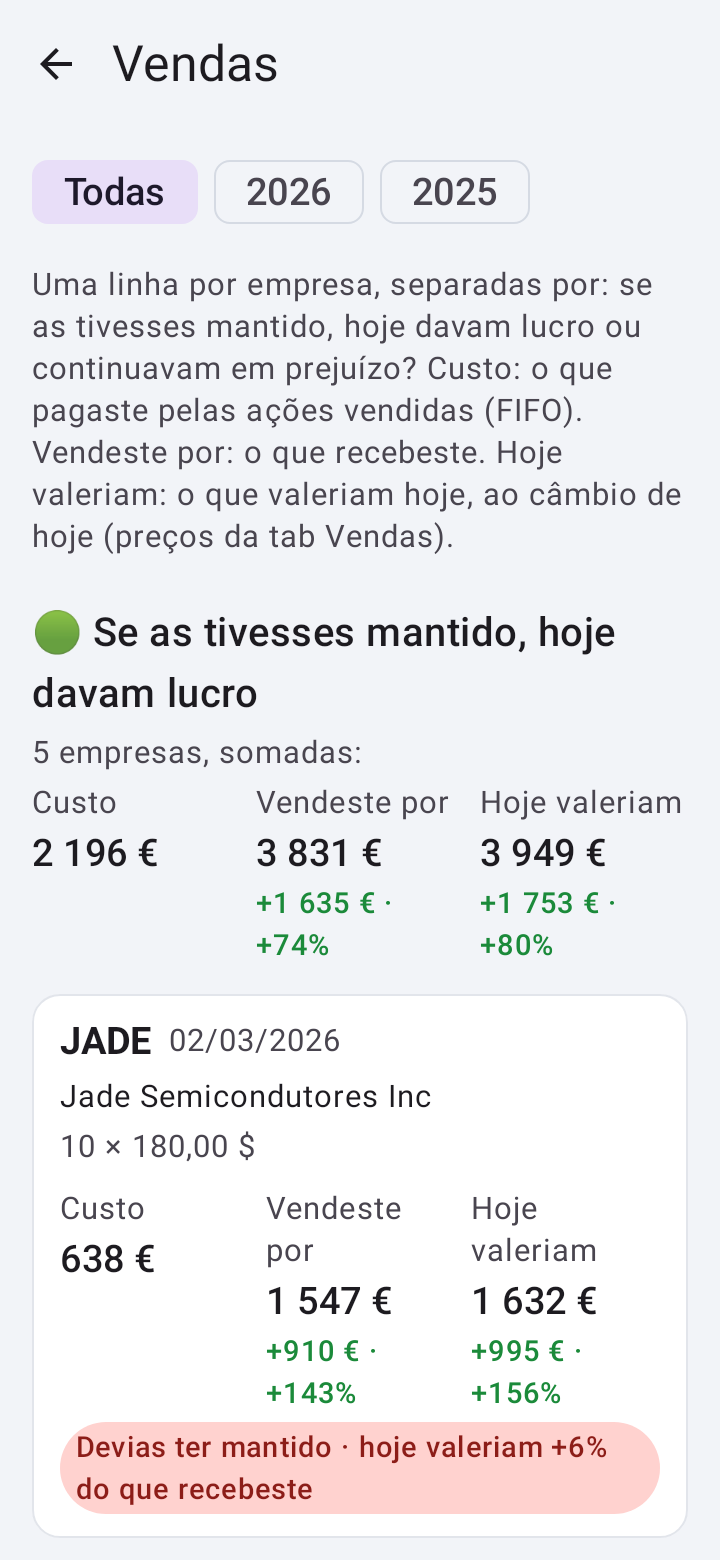 Vendas
Todas
2026
2025
Uma linha por empresa, separadas por: se
as tivesses mantido, hoje davam lucro ou
continuavam em prejuízo? Custo: o que
pagaste pelas ações vendidas (FIFO).
Vendeste por: o que recebeste. Hoje
valeriam: o que valeriam hoje, ao câmbio de
hoje (preços da tab Vendas).
Se as tivesses mantido, hoje
davam lucro
5 empresas, somadas:
Custo
2 196 €
Vendeste por
3 831 €
+1 635 € ·
+74%
Hoje valeriam
3 949 €
+1 753 € ·
+80%
JADE 02/03/2026
Jade Semicondutores Inc
10 × 180,00 $
Custo
638 €
Vendeste
por
1 547 €
+910 € ·
+143%
Hoje
valeriam
1 632 €
+995 € ·
+156%
Devias ter mantido · hoje valeriam +6%
do que recebeste